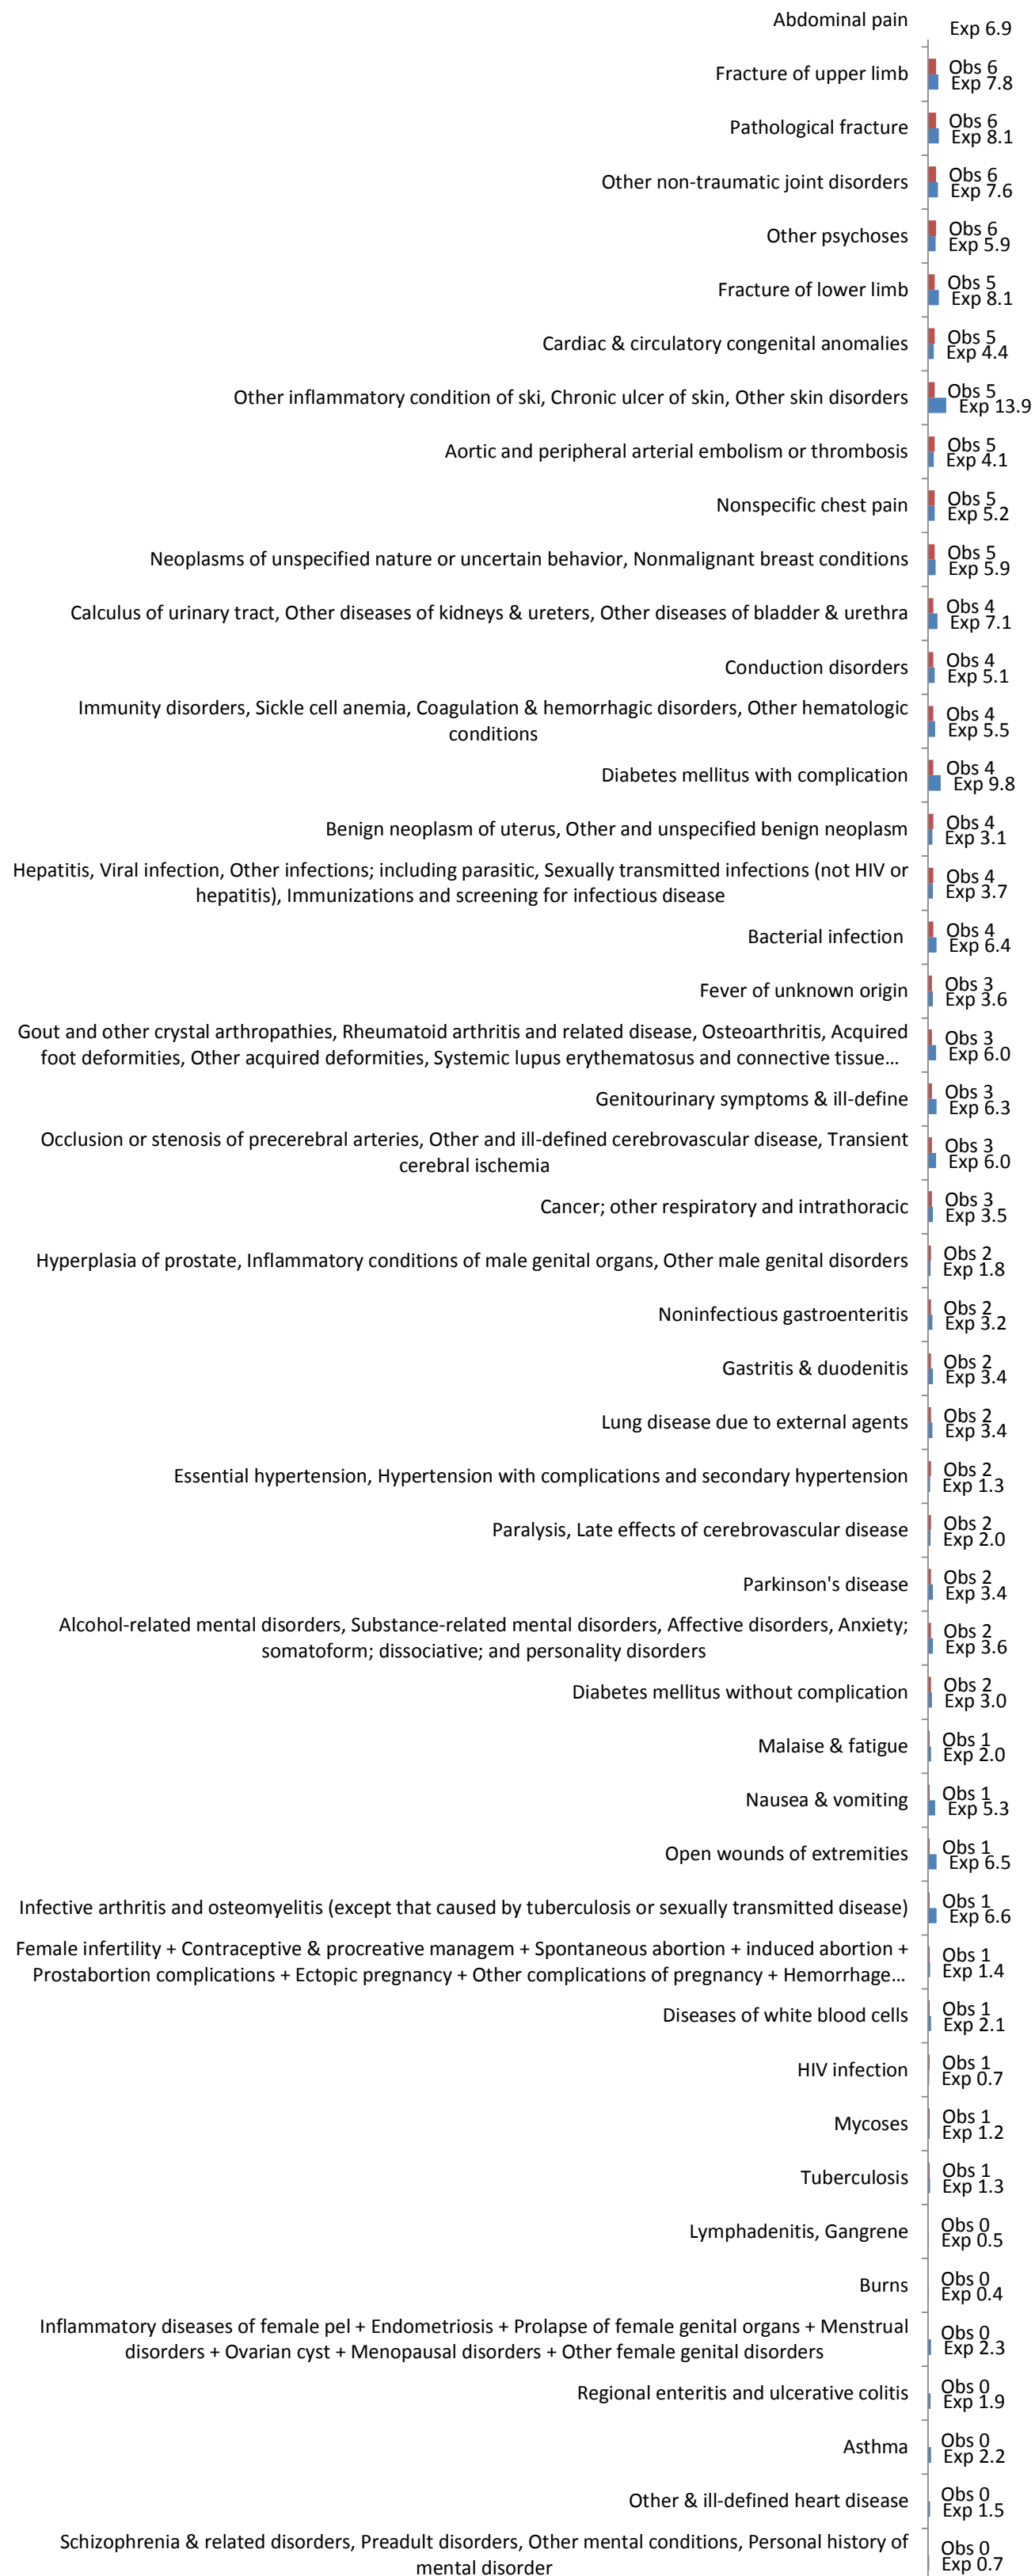 Abdominal pain
Exp 6.9
Fracture of upper limb
Obs 6
Exp 7.8
Pathological fracture
Obs 6
Exp 8.1
Other non-traumatic joint disorders
Obs 6
Exp 7.6
Other psychoses
Obs 6
Exp 5.9
Fracture of lower limb
Obs 5
Exp 8.1
Cardiac & circulatory congenital anomalies
Obs 5
Exp 4.4
Other inflammatory condition of ski, Chronic ulcer of skin, Other skin disorders
Obs 5
Exp 13.9
Aortic and peripheral arterial embolism or thrombosis
Obs 5
Exp 4.1
Nonspecific chest pain
Obs 5
Exp 5.2
Neoplasms of unspecified nature or uncertain behavior, Nonmalignant breast conditions
Obs 5
Exp 5.9
Calculus of urinary tract, Other diseases of kidneys & ureters, Other diseases of bladder & urethra
Obs 4
Exp 7.1
Conduction disorders
Obs 4
Exp 5.1
Immunity disorders, Sickle cell anemia, Coagulation & hemorrhagic disorders, Other hematologic
conditions
Obs 4
Exp 5.5
Diabetes mellitus with complication
Obs 4
Exp 9.8
Benign neoplasm of uterus, Other and unspecified benign neoplasm
Obs 4
Exp 3.1
Hepatitis, Viral infection, Other infections; including parasitic, Sexually transmitted infections (not HIV or
hepatitis), Immunizations and screening for infectious disease
Obs 4
Exp 3.7
Bacterial infection
Obs 4
Exp 6.4
Fever of unknown origin
Obs 3
Exp 3.6
Gout and other crystal arthropathies, Rheumatoid arthritis and related disease, Osteoarthritis, Acquired
foot deformities, Other acquired deformities, Systemic lupus erythematosus and connective tissue...
Obs 3
Exp 6.0
Genitourinary symptoms & ill-define
Obs 3
Exp 6.3
Occlusion or stenosis of precerebral arteries, Other and ill-defined cerebrovascular disease, Transient
cerebral ischemia
Obs 3
Exp 6.0
Cancer; other respiratory and intrathoracic
Obs 3
Exp 3.5
Hyperplasia of prostate, Inflammatory conditions of male genital organs, Other male genital disorders
Obs 2
Exp 1.8
Noninfectious gastroenteritis
Obs 2
Exp 3.2
Gastritis & duodenitis
Obs 2
Exp 3.4
Lung disease due to external agents
Obs 2
Exp 3.4
Essential hypertension, Hypertension with complications and secondary hypertension
Obs 2
Exp 1.3
Paralysis, Late effects of cerebrovascular disease
Obs 2
Exp 2.0
Parkinson's disease
Obs 2
Exp 3.4
Alcohol-related mental disorders, Substance-related mental disorders, Affective disorders, Anxiety;
somatoform; dissociative; and personality disorders
Obs 2
Exp 3.6
Diabetes mellitus without complication
Obs 2
Exp 3.0
Malaise & fatigue
Obs 1
Exp 2.0
Nausea & vomiting
Obs 1
Exp 5.3
Open wounds of extremities
Obs 1
Exp 6.5
Infective arthritis and osteomyelitis (except that caused by tuberculosis or sexually transmitted disease)
Obs 1
Exp 6.6
Female infertility + Contraceptive & procreative managem + Spontaneous abortion + induced abortion +
Prostabortion complications + Ectopic pregnancy + Other complications of pregnancy + Hemorrhage...
Obs 1
Exp 1.4
Diseases of white blood cells
Obs 1
Exp 2.1
HIV infection
Obs 1
Exp 0.7
Mycoses
Obs 1
Exp 1.2
Tuberculosis
Obs 1
Exp 1.3
Lymphadenitis, Gangrene
Obs 0
Exp 0.5
Burns
Obs 0
Exp 0.4
Inflammatory diseases of female pel + Endometriosis + Prolapse of female genital organs + Menstrual
disorders + Ovarian cyst + Menopausal disorders + Other female genital disorders
Obs 0
Exp 2.3
Regional enteritis and ulcerative colitis
Obs 0
Exp 1.9
Asthma
Obs 0
Exp 2.2
Other & ill-defined heart disease
Obs 0
Exp 1.5
Schizophrenia & related disorders, Preadult disorders, Other mental conditions, Personal history of
mental disorder
Obs 0
Exp 0.7